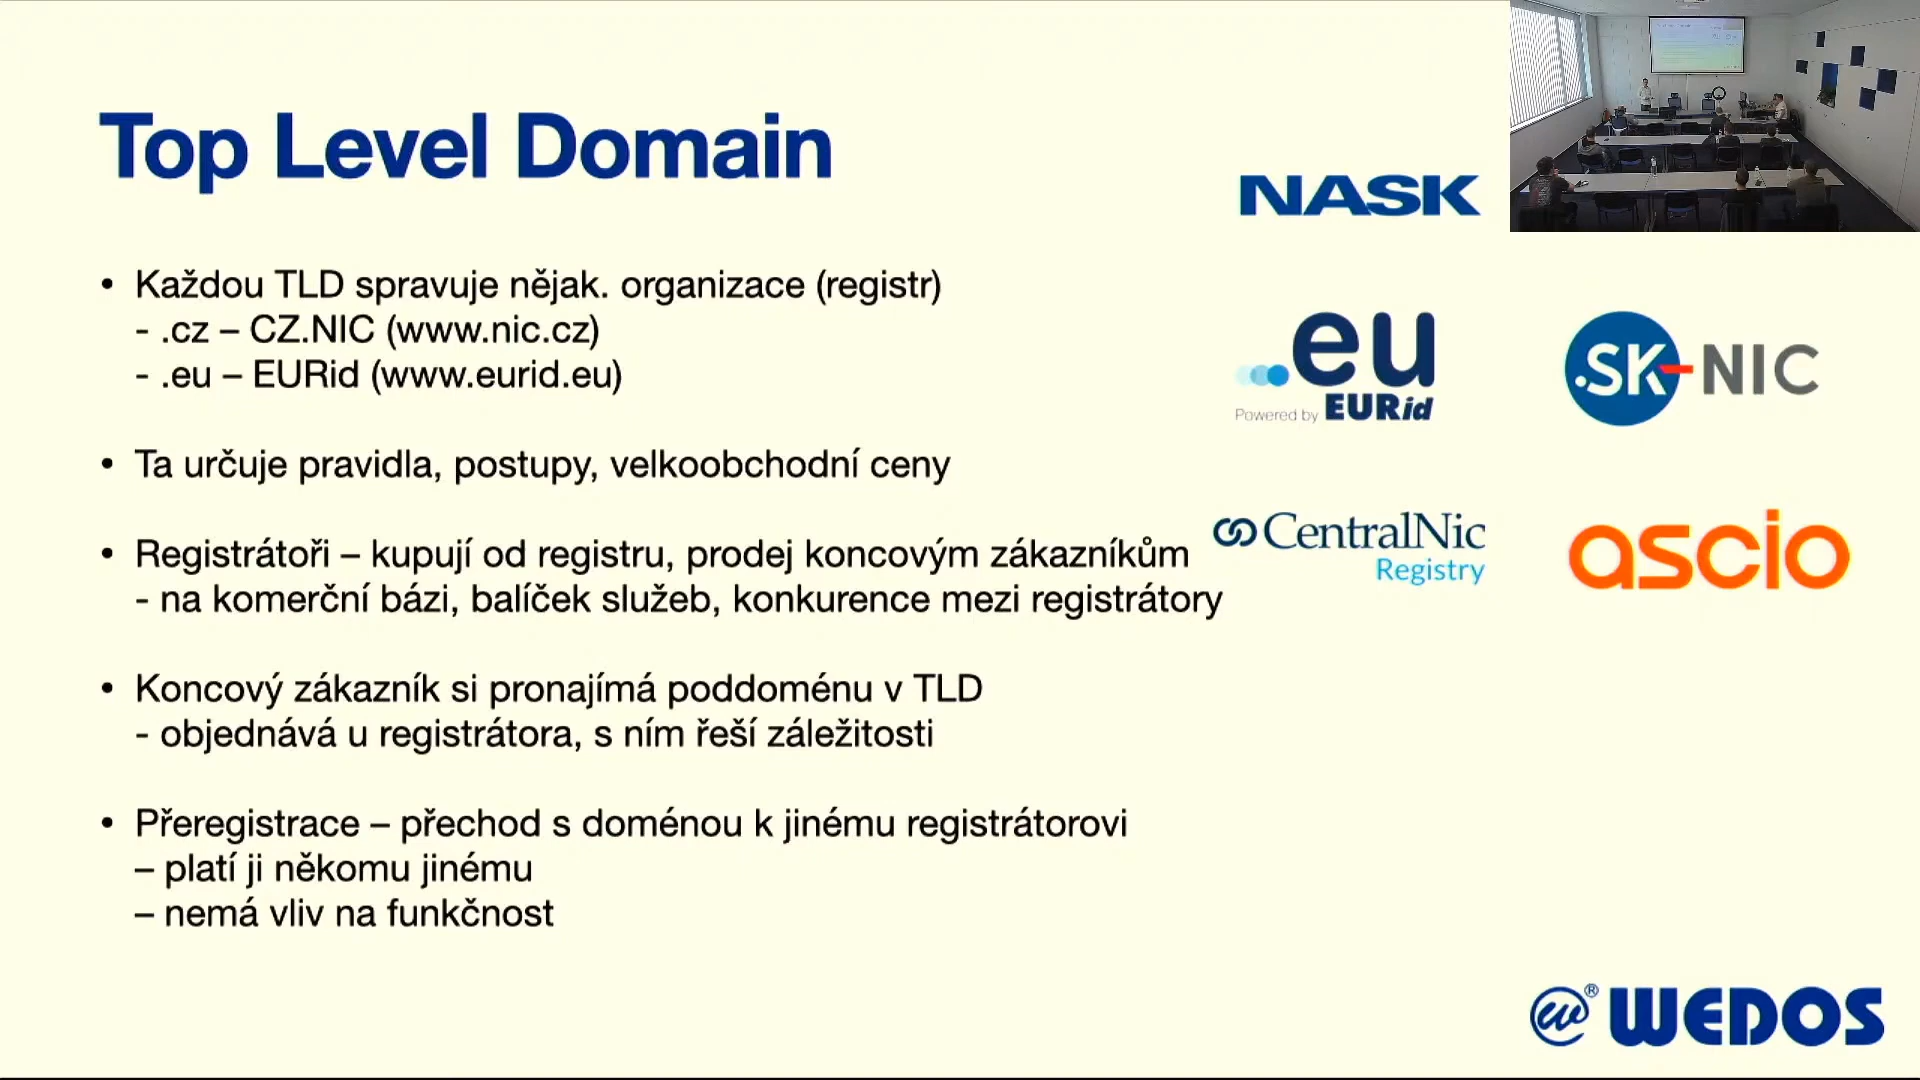 Top Level Domain
• Každou TLD spravuje nějak. organizace (registr)
- .cz – CZ.NIC (www.nic.cz)
- .eu – EURid (www.eurid.eu)
• Ta určuje pravidla, postupy, velkoobchodní ceny
• Registrátoři – kupují od registru, prodej koncovým zákazníkům
- na komerční bázi, balíček služeb, konkurence mezi registrátory
• Koncový zákazník si pronajímá poddoménu v TLD
- objednává u registrátora, s ním řeší záležitosti
• Přeregistrace – přechod s doménou k jinému registrátorovi
– platí ji někomu jinému
– nemá vliv na funkčnost
NASK
.eu
Powered by EURid
.SK-NIC
CentralNic
Registry
ascio
w® WEDOS